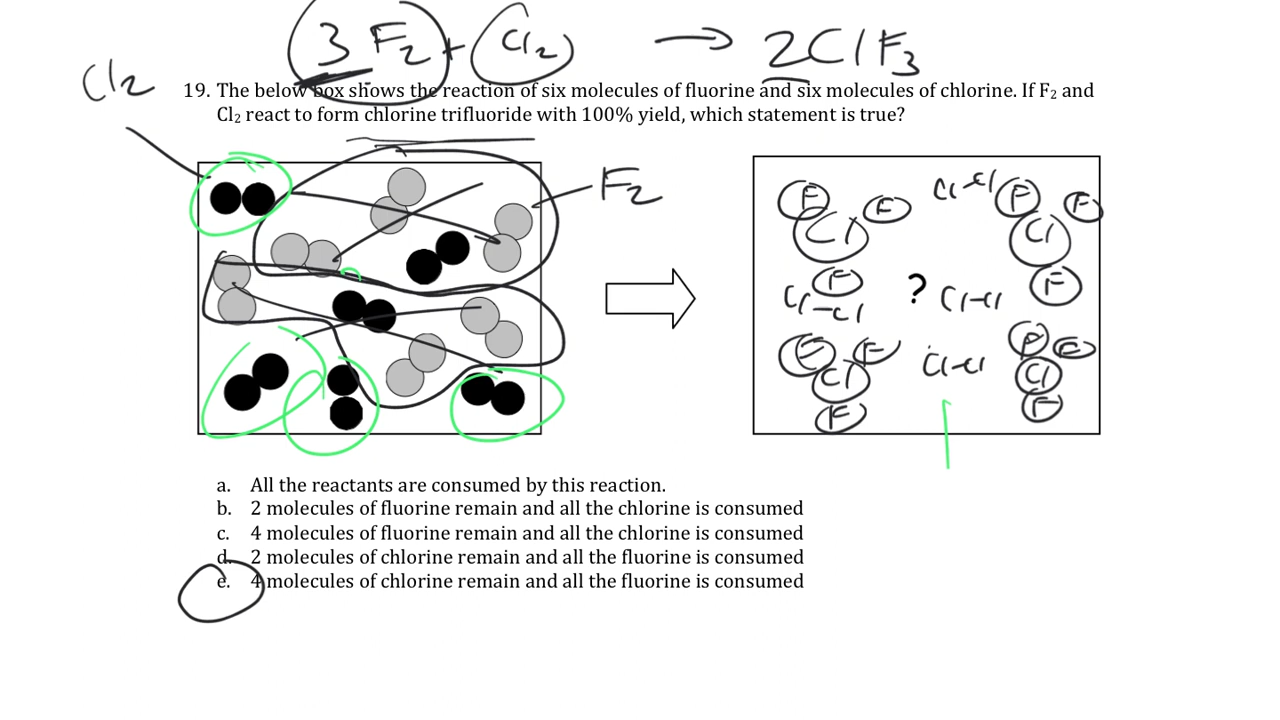 3 F₂ + Cl₂ → 2ClF₃
Cl₂
19. The below box shows the reaction of six molecules of fluorine and six molecules of chlorine. If F₂ and
Cl₂ react to form chlorine trifluoride with 100% yield, which statement is true?
F₂
F F Cl-Cl F F
Cl Cl
F ? Cl-Cl F
Cl-Cl
F F Cl-Cl F F
Cl Cl
F F
a. All the reactants are consumed by this reaction.
b. 2 molecules of fluorine remain and all the chlorine is consumed
c. 4 molecules of fluorine remain and all the chlorine is consumed
d. 2 molecules of chlorine remain and all the fluorine is consumed
e. 4 molecules of chlorine remain and all the fluorine is consumed